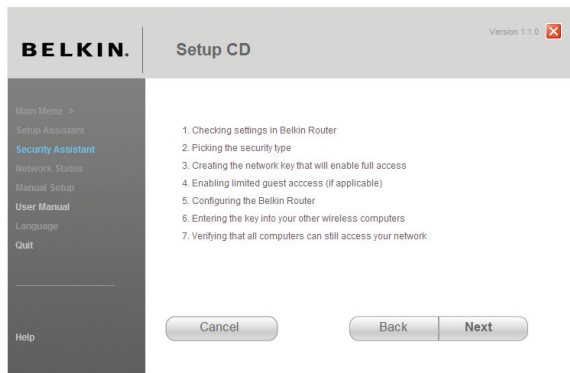 BELKIN.
Setup CD
Version 1.1.0
Main Menu >
Setup Assistant
Security Assistant
Network Status
Manual Setup
User Manual
Language
Quit
Help
1. Checking settings in Belkin Router
2. Picking the security type
3. Creating the network key that will enable full access
4. Enabling limited guest acccess (if applicable)
5. Configuring the Belkin Router
6. Entering the key into your other wireless computers
7. Verifying that all computers can still access your network
Cancel
Back
Next